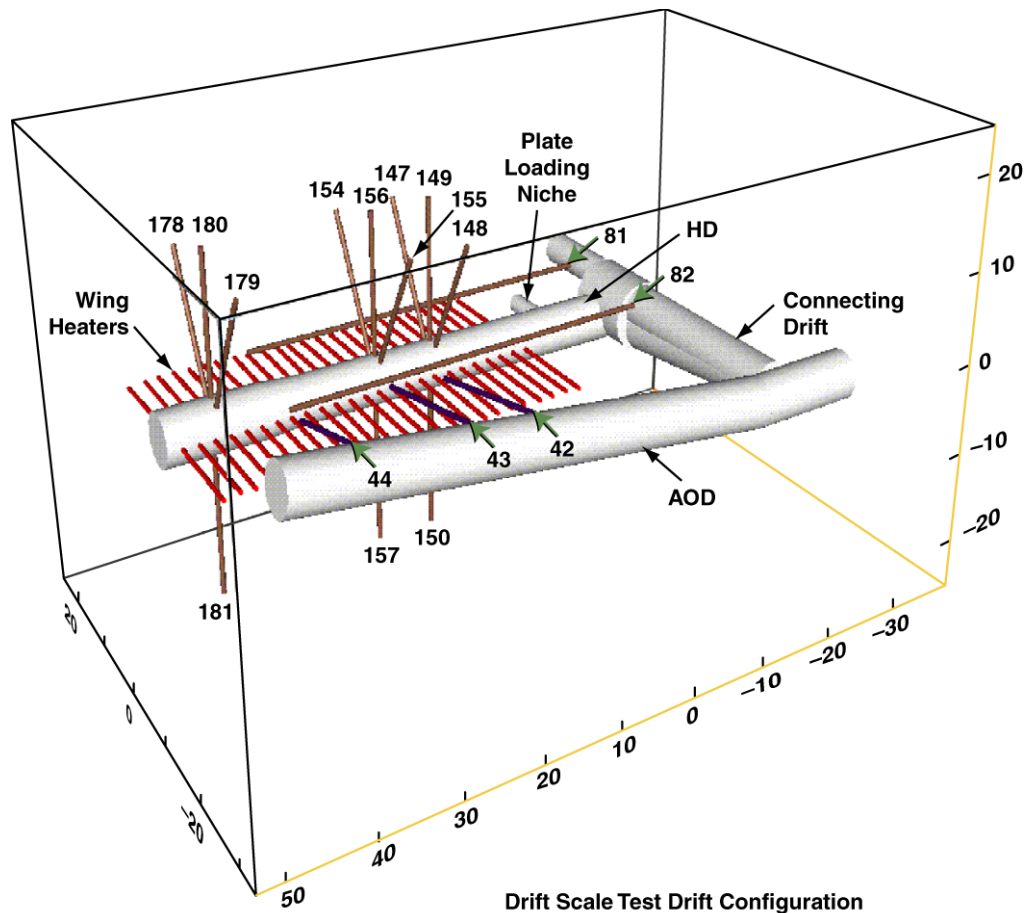 Plate
Loading
Niche
147 149
154 156 155
148
178 180
179
81
HD
82
Wing
Heaters
Connecting
Drift
44
43
42
AOD
157
150
181
20
10
0
–10
–20
20
0
–20
50
40
30
20
10
0
–10
–20
–30
Drift Scale Test Drift Configuration